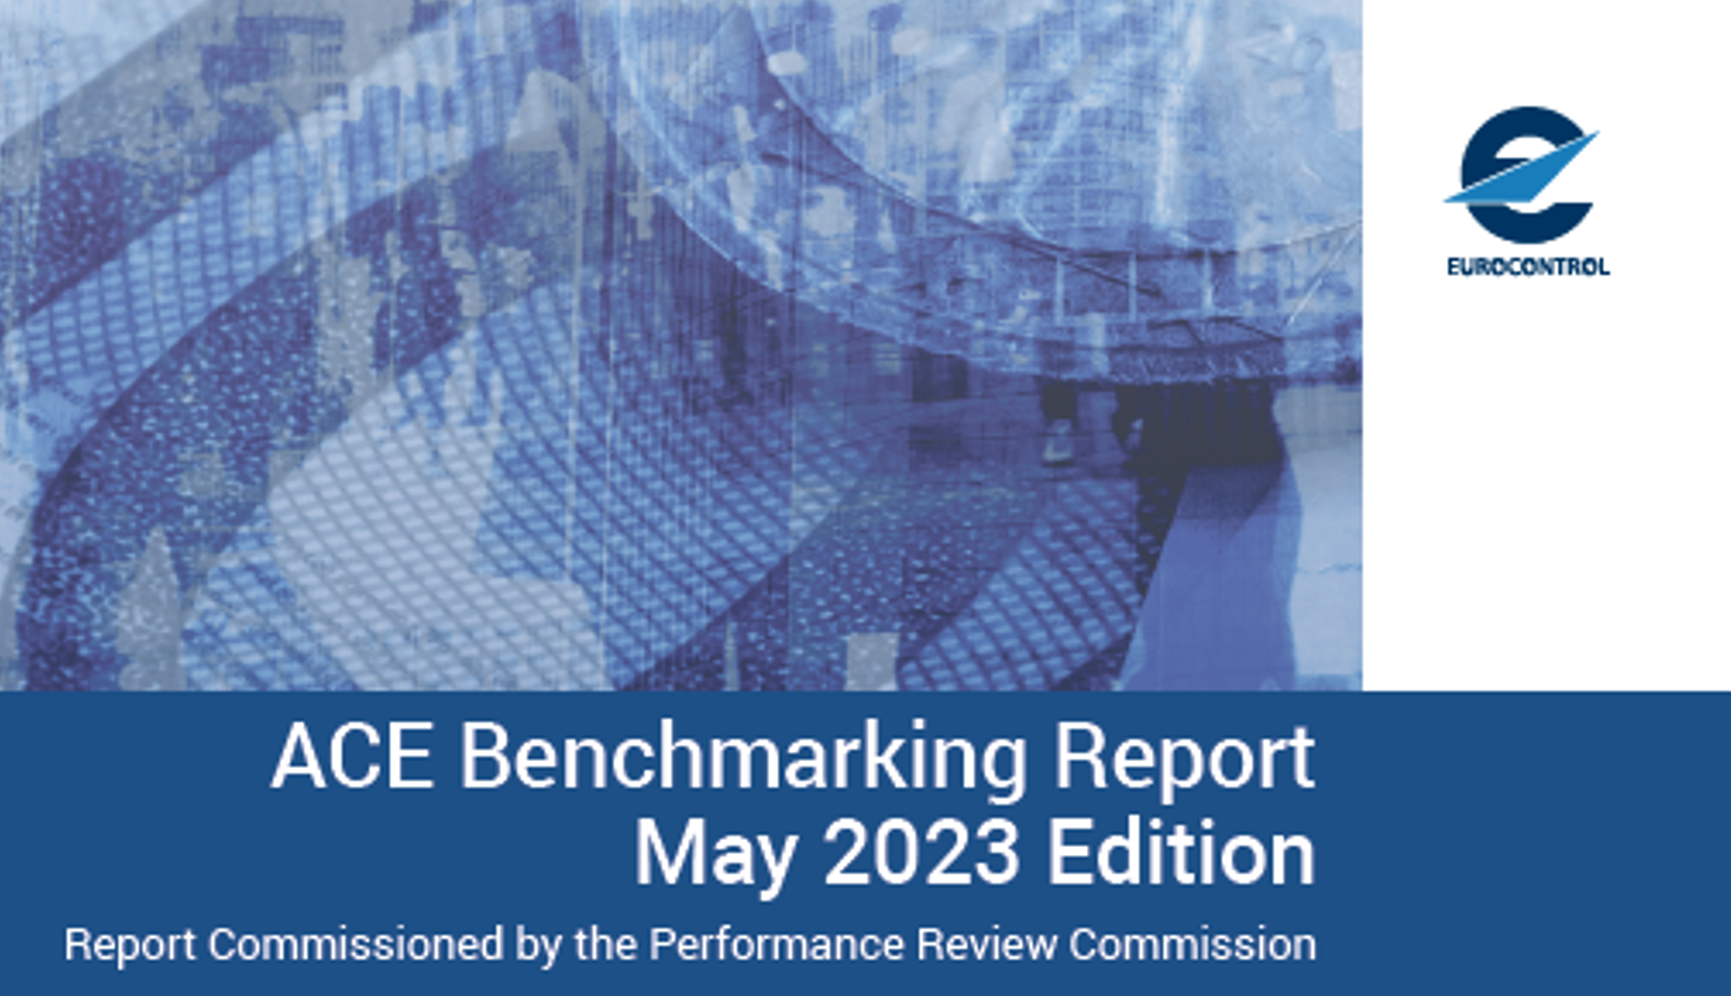 EUROCONTROL
ACE Benchmarking Report
May 2023 Edition
Report Commissioned by the Performance Review Commission